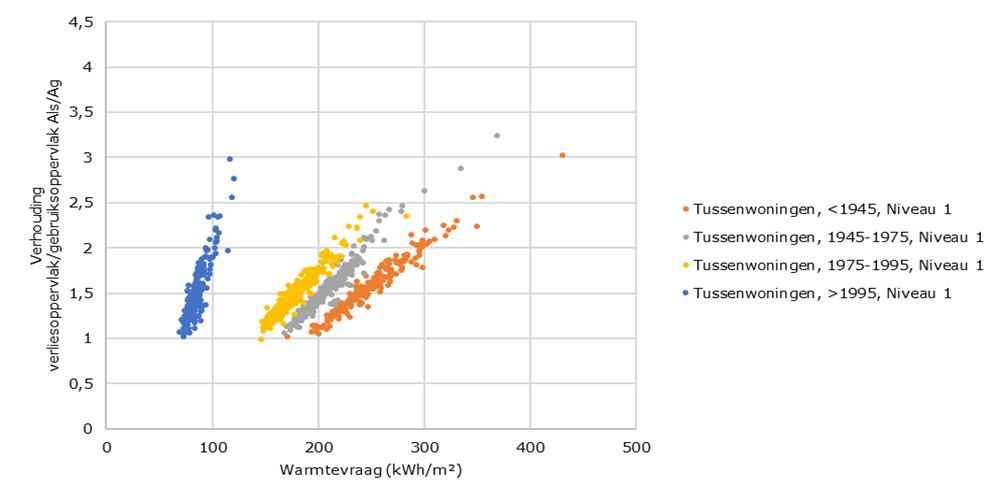 4,5
4
3,5
3
2,5
2
1,5
1
0,5
0
Verhouding
verliesoppervlak/gebruiksoppervlak Als/Ag
0 100 200 300 400 500
Warmtevraag (kWh/m²)
Tussenwoningen, <1945, Niveau 1
Tussenwoningen, 1945-1975, Niveau 1
Tussenwoningen, 1975-1995, Niveau 1
Tussenwoningen, >1995, Niveau 1